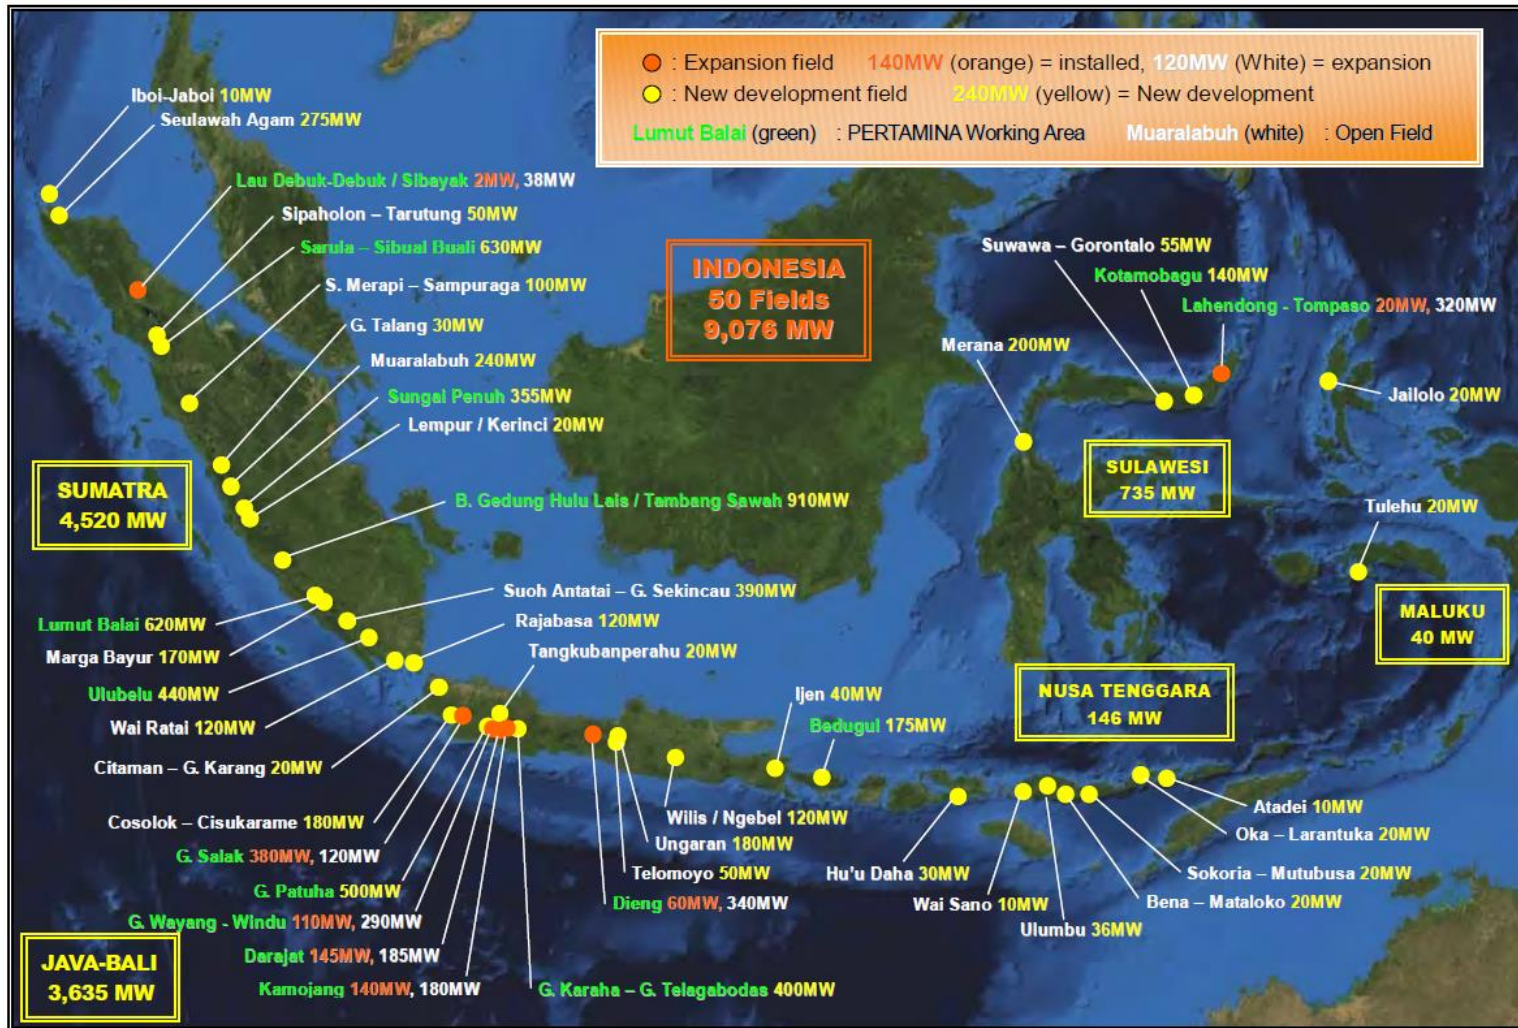 : Expansion field 140MW (orange) = installed, 120MW (White) = expansion
: New development field 240MW (yellow) = New development
Lumut Balai (green) : PERTAMINA Working Area Muaralabuh (white) : Open Field
Iboi-Jaboi 10MW
Seulawah Agam 275MW
Lau Debuk-Debuk / Sibayak 2MW, 38MW
Sipaholon – Tarutung 50MW
Sarula – Sibual Buali 630MW
S. Merapi – Sampuraga 100MW
G. Talang 30MW
Muaralabuh 240MW
Sungai Penuh 355MW
Lempur / Kerinci 20MW
B. Gedung Hulu Lais / Tambang Sawah 910MW
SUMATRA
4,520 MW
INDONESIA
50 Fields
9,076 MW
Suwawa – Gorontalo 55MW
Kotamobagu 140MW
Lahendong - Tompaso 20MW, 320MW
Merana 200MW
Jailolo 20MW
SULAWESI
735 MW
Tulehu 20MW
MALUKU
40 MW
Suoh Antatai – G. Sekincau 390MW
Rajabasa 120MW
Tangkubanperahu 20MW
Lumut Balai 620MW
Marga Bayur 170MW
Ulubelu 440MW
Wai Ratai 120MW
Citaman – G. Karang 20MW
Cosolok – Cisukarame 180MW
G. Salak 380MW, 120MW
G. Patuha 500MW
G. Wayang - Windu 110MW, 290MW
Darajat 145MW, 185MW
Kamojang 140MW, 180MW
JAVA-BALI
3,635 MW
G. Karaha – G. Telagabodas 400MW
Ijen 40MW
Bedugul 175MW
Wilis / Ngebel 120MW
Ungaran 180MW
Telomoyo 50MW
Dieng 60MW, 340MW
NUSA TENGGARA
146 MW
Hu'u Daha 30MW
Wai Sano 10MW
Ulumbu 36MW
Bena – Mataloko 20MW
Sokoria – Mutubusa 20MW
Oka – Larantuka 20MW
Atadei 10MW